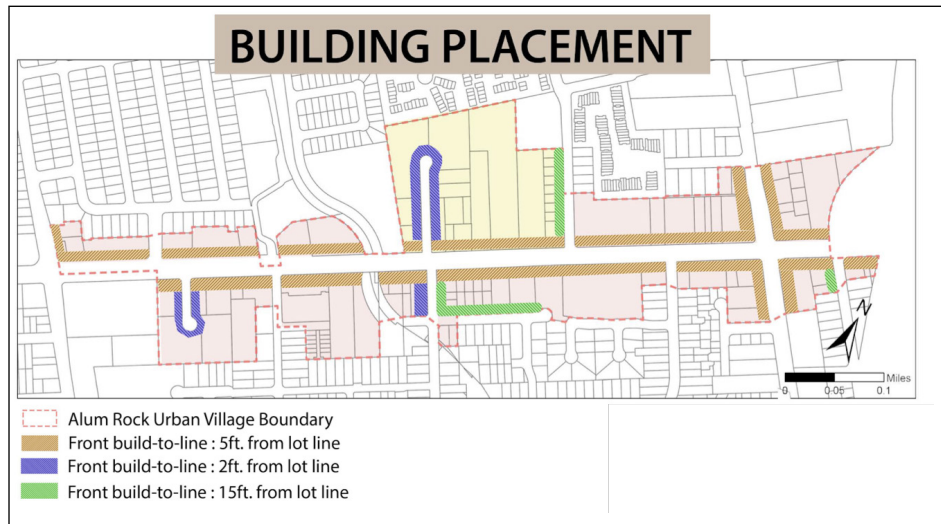 BUILDING PLACEMENT
N
Miles
0 0.05 0.1
Alum Rock Urban Village Boundary
Front build-to-line : 5ft. from lot line
Front build-to-line : 2ft. from lot line
Front build-to-line : 15ft. from lot line